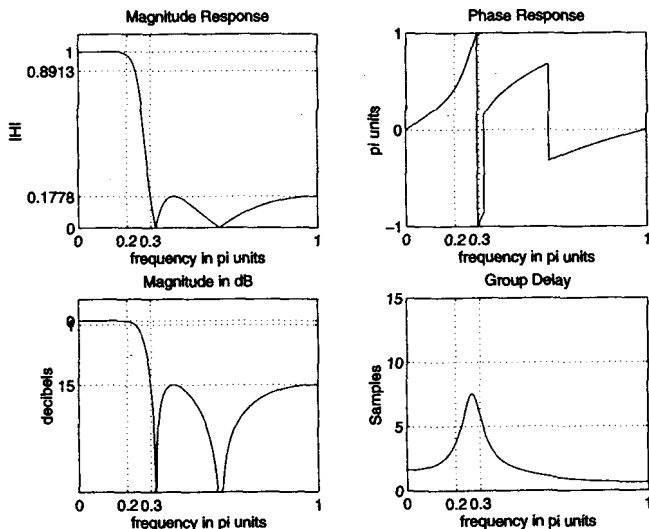 Magnitude Response
1
0.8913
|H|
0.1778
0
0
0.2
0.3
1
frequency in pi units
Phase Response
1
pi units
0
−1
0
0.2
0.3
1
frequency in pi units
Magnitude in dB
0
1
decibels
15
0
0.2
0.3
1
frequency in pi units
Group Delay
15
10
Samples
5
0
0
0.2
0.3
1
frequency in pi units